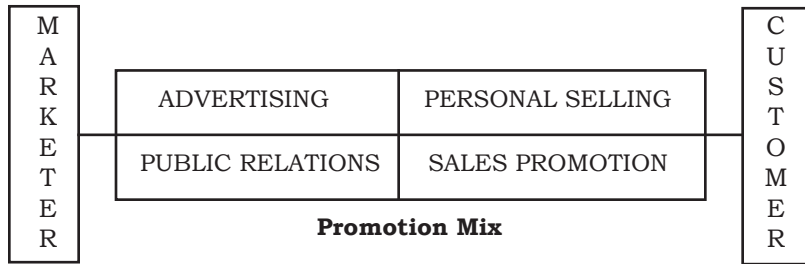 MARKETER
ADVERTISING
PERSONAL SELLING
PUBLIC RELATIONS
SALES PROMOTION
Promotion Mix
CUSTOMER